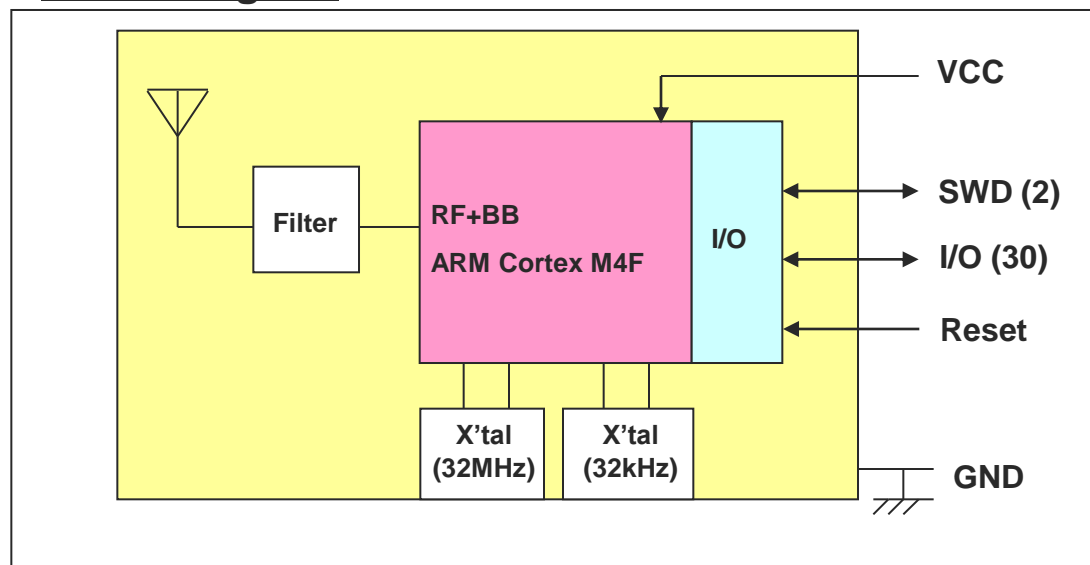 VCC
SWD (2)
Filter
RF+BB
I/O
ARM Cortex M4F
I/O (30)
Reset
X’tal
(32MHz)
X’tal
(32kHz)
GND